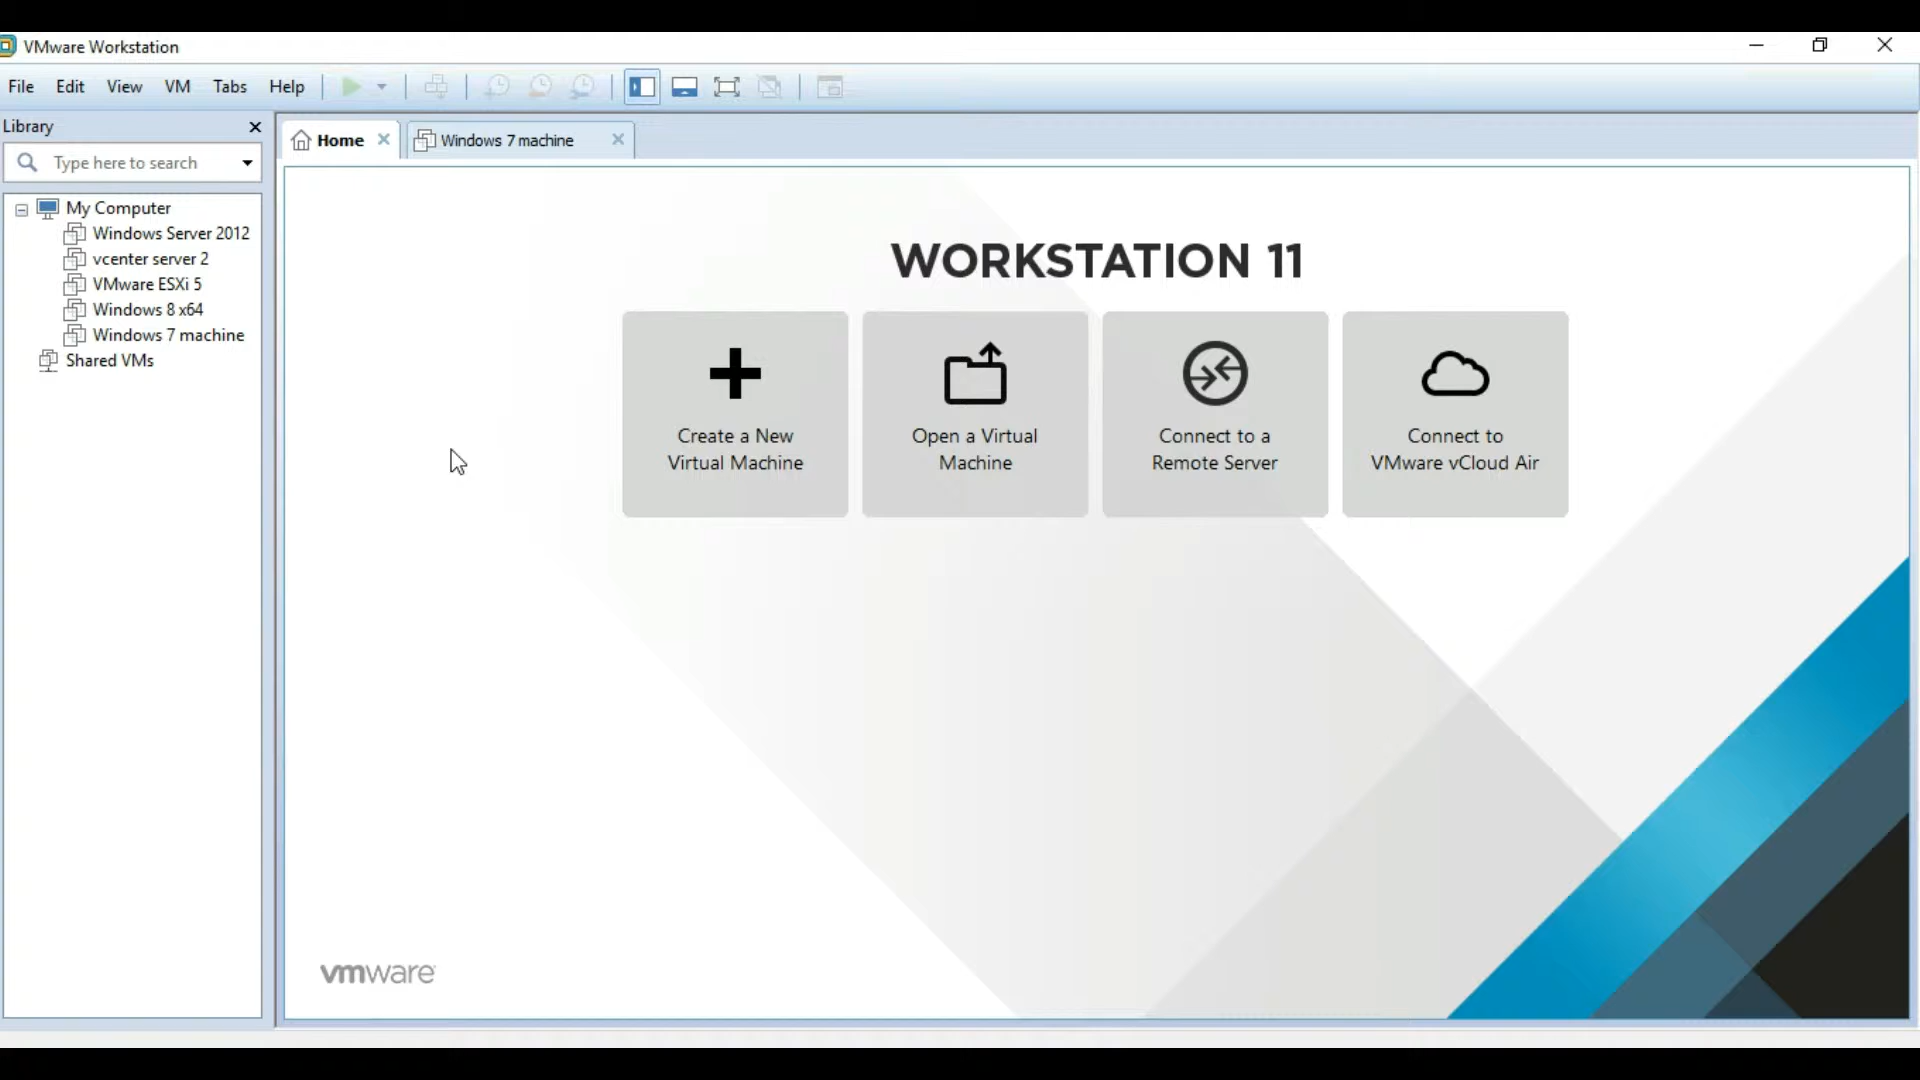 VMware Workstation
File Edit View VM Tabs Help
Library
Type here to search
My Computer
Windows Server 2012
vcenter server 2
VMware ESXi 5
Windows 8 x64
Windows 7 machine
Shared VMs
Home
Windows 7 machine
WORKSTATION 11
Create a New
Virtual Machine
Open a Virtual
Machine
Connect to a
Remote Server
Connect to
VMware vCloud Air
vmware